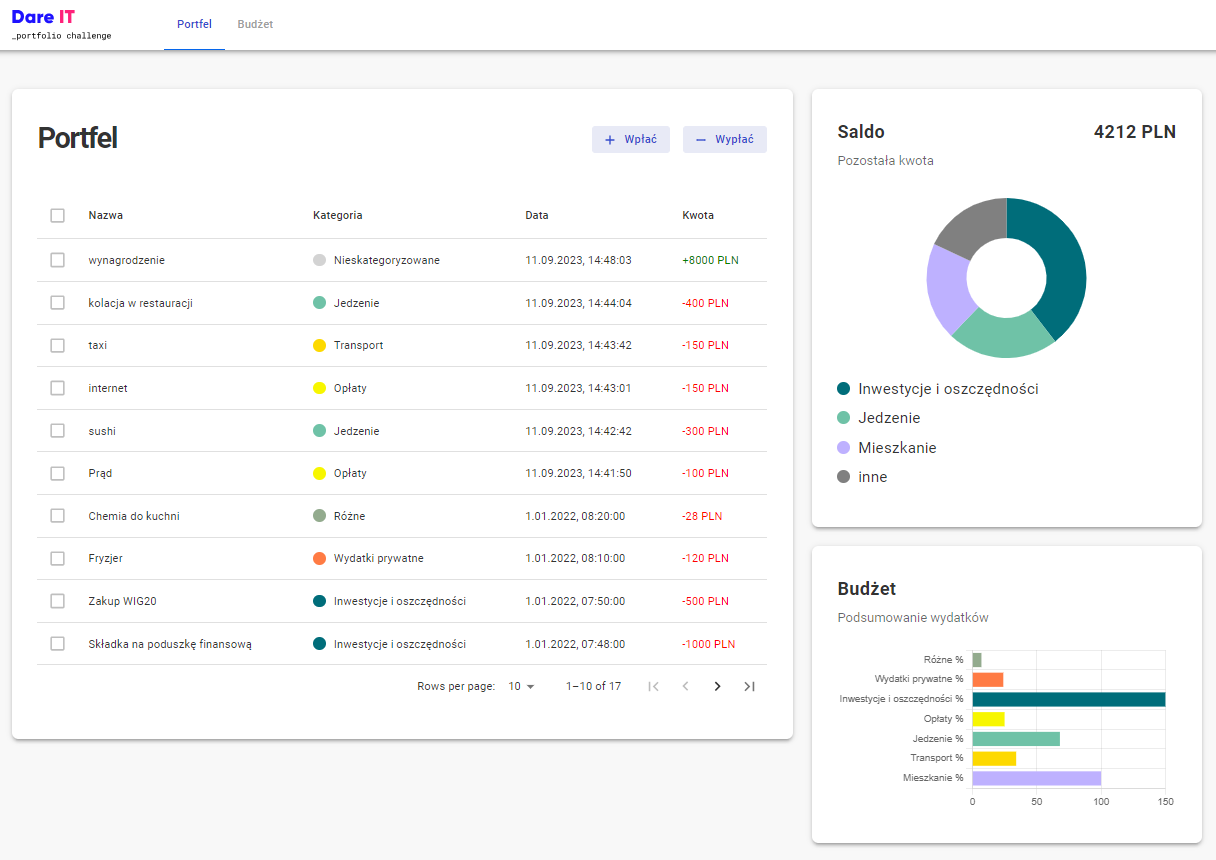 Dare IT
_portfolio challenge
Portfel
Budżet
Portfel
+ Wpłać
− Wypłać
Nazwa Kategoria Data Kwota
wynagrodzenie Nieskategoryzowane 11.09.2023, 14:48:03 +8000 PLN
kolacja w restauracji Jedzenie 11.09.2023, 14:44:04 -400 PLN
taxi Transport 11.09.2023, 14:43:42 -150 PLN
internet Opłaty 11.09.2023, 14:43:01 -150 PLN
sushi Jedzenie 11.09.2023, 14:42:42 -300 PLN
Prąd Opłaty 11.09.2023, 14:41:50 -100 PLN
Chemia do kuchni Różne 1.01.2022, 08:20:00 -28 PLN
Fryzjer Wydatki prywatne 1.01.2022, 08:10:00 -120 PLN
Zakup WIG20 Inwestycje i oszczędności 1.01.2022, 07:50:00 -500 PLN
Składka na poduszkę finansową Inwestycje i oszczędności 1.01.2022, 07:48:00 -1000 PLN
Rows per page: 10 1–10 of 17
Saldo 4212 PLN
Pozostała kwota
Inwestycje i oszczędności
Jedzenie
Mieszkanie
inne
Budżet
Podsumowanie wydatków
Różne %
Wydatki prywatne %
Inwestycje i oszczędności %
Opłaty %
Jedzenie %
Transport %
Mieszkanie %
0 50 100 150